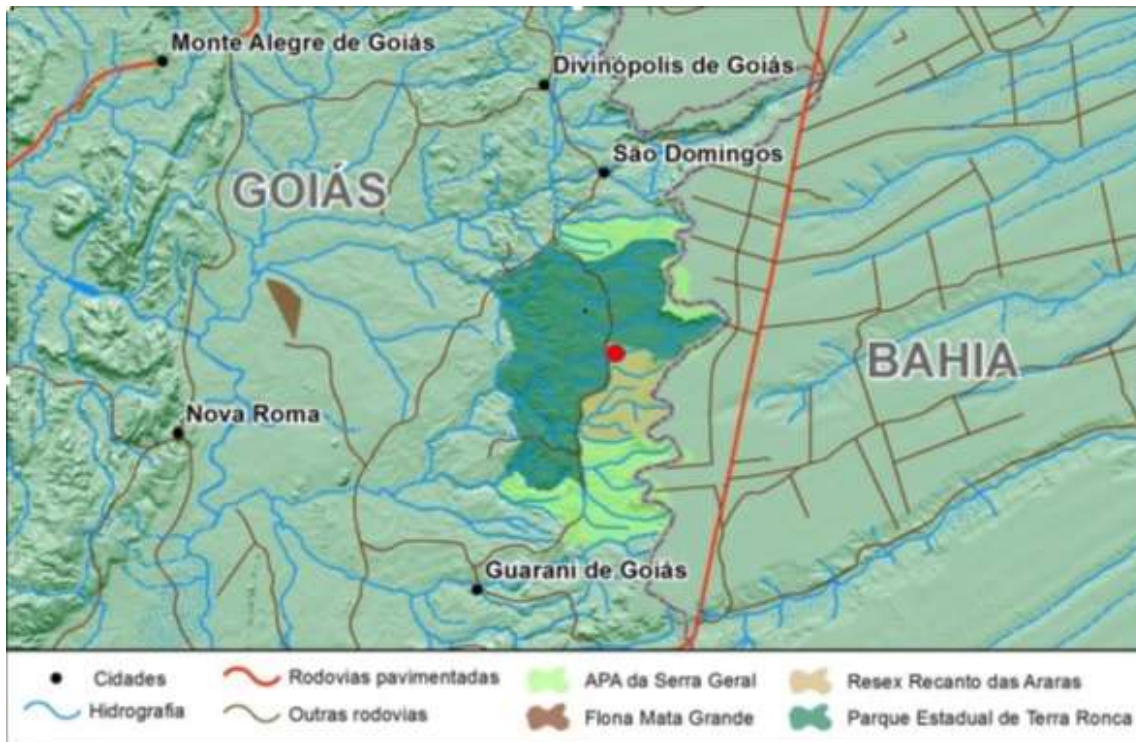 Monte Alegre de Goiás
Divinópolis de Goiás
São Domingos
GOIÁS
BAHIA
Nova Roma
Guarani de Goiás
Cidades
Rodovias pavimentadas
APA da Serra Geral
Resex Recanto das Araras
Hidrografia
Outras rodovias
Flona Mata Grande
Parque Estadual de Terra Ronca